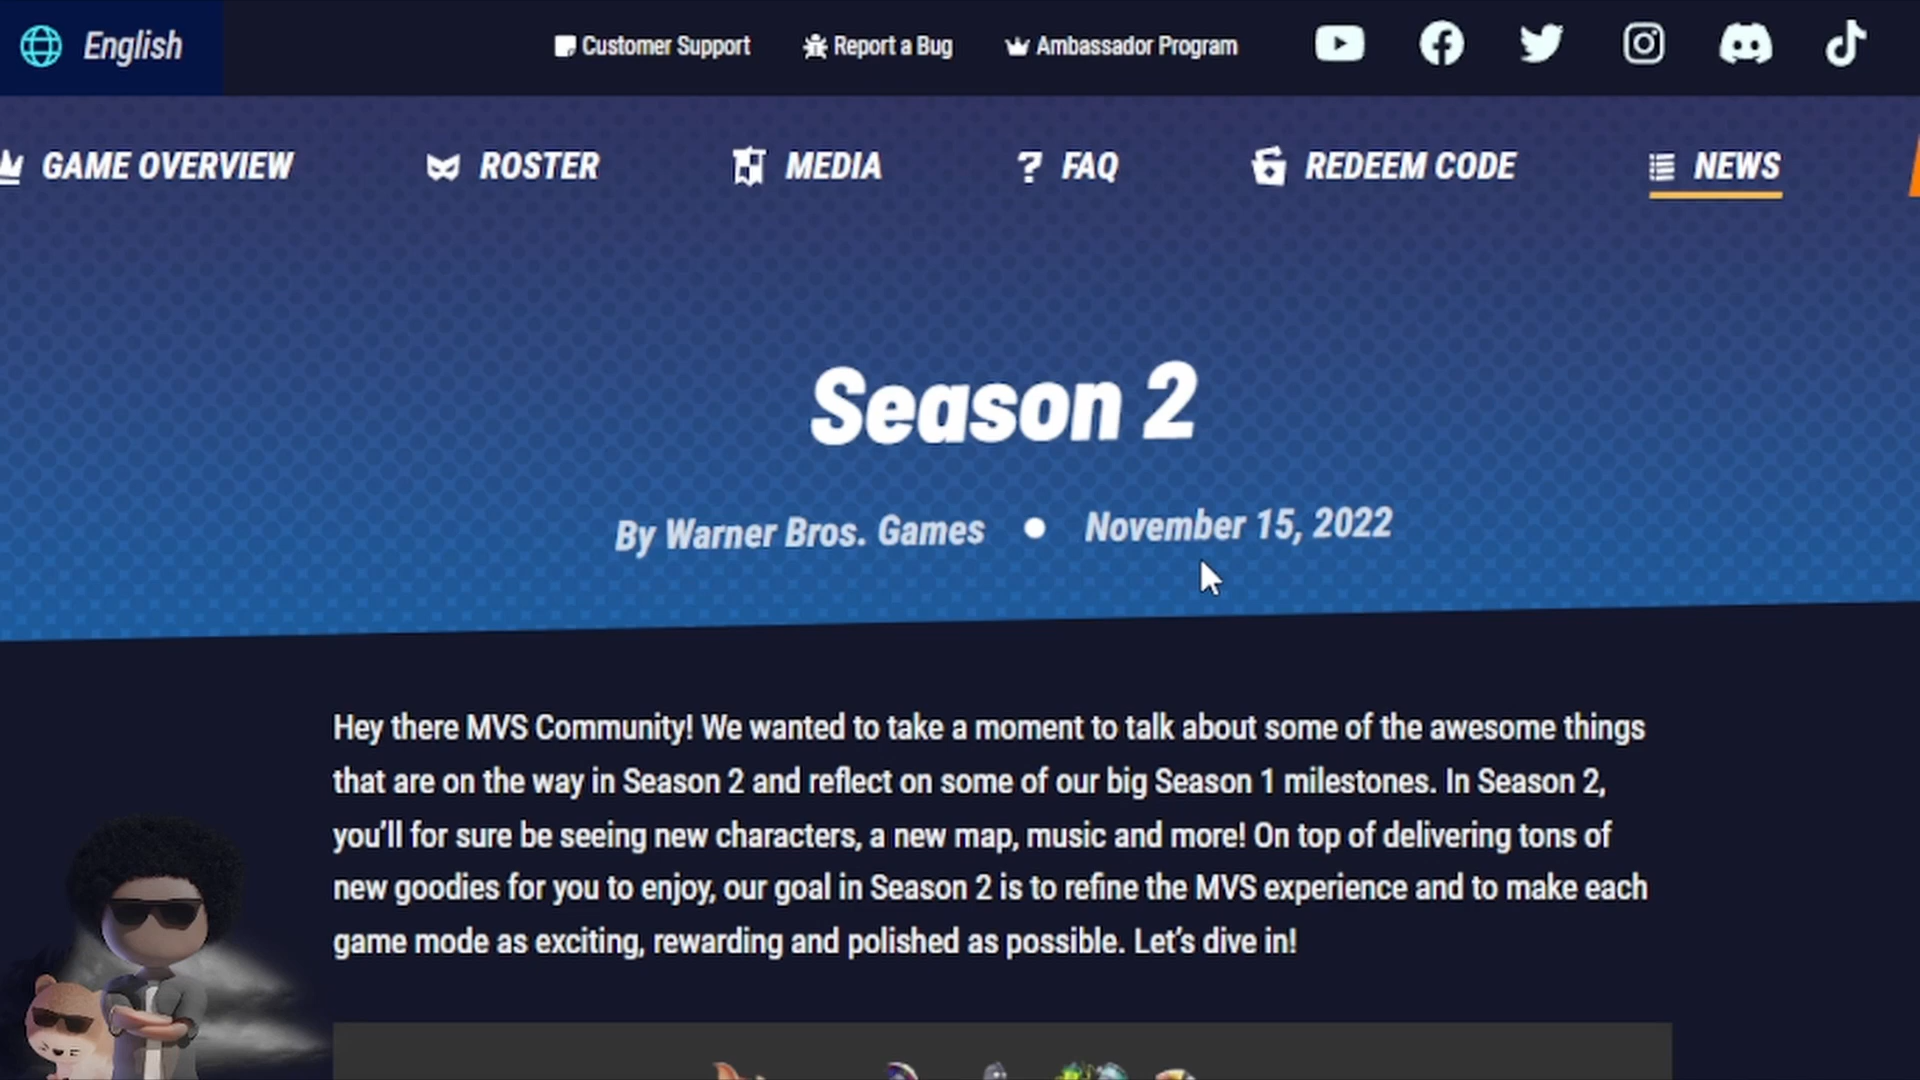 English
Customer Support
Report a Bug
Ambassador Program
GAME OVERVIEW
ROSTER
MEDIA
FAQ
REDEEM CODE
NEWS
Season 2
By Warner Bros. Games ● November 15, 2022
Hey there MVS Community! We wanted to take a moment to talk about some of the awesome things
that are on the way in Season 2 and reflect on some of our big Season 1 milestones. In Season 2,
you’ll for sure be seeing new characters, a new map, music and more! On top of delivering tons of
new goodies for you to enjoy, our goal in Season 2 is to refine the MVS experience and to make each
game mode as exciting, rewarding and polished as possible. Let’s dive in!